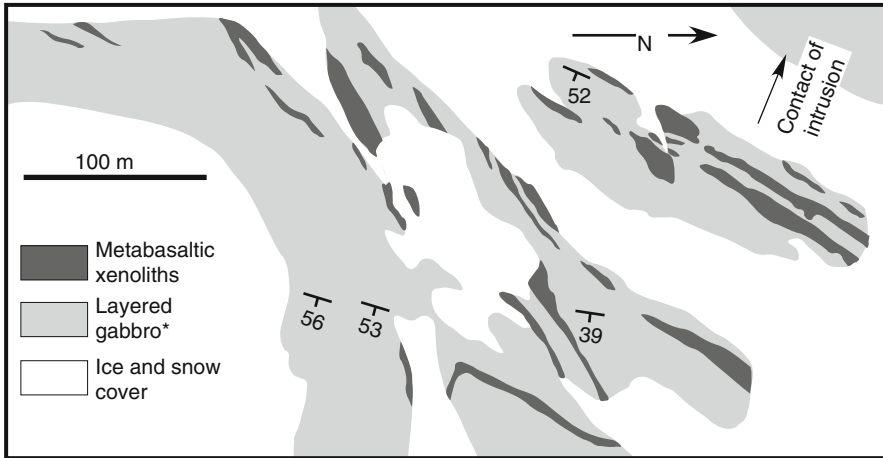 N
52
Contact of
intrusion
100 m
Metabasaltic
xenoliths
Layered
gabbro*
Ice and snow
cover
56
53
39